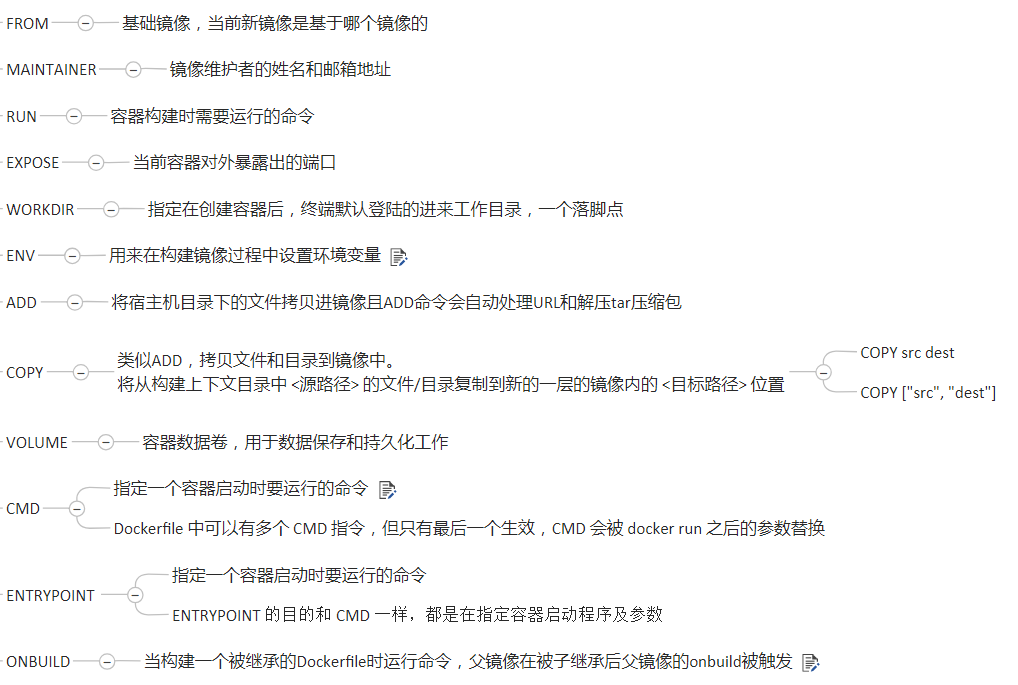 FROM 基础镜像，当前新镜像是基于哪个镜像的
MAINTAINER 镜像维护者的姓名和邮箱地址
RUN 容器构建时需要运行的命令
EXPOSE 当前容器对外暴露出的端口
WORKDIR 指定在创建容器后，终端默认登陆的进来工作目录，一个落脚点
ENV 用来在构建镜像过程中设置环境变量
ADD 将宿主机目录下的文件拷贝进镜像且ADD命令会自动处理URL和解压tar压缩包
COPY 类似ADD，拷贝文件和目录到镜像中。
将从构建上下文目录中 <源路径> 的文件/目录复制到新的一层的镜像内的 <目标路径> 位置
COPY src dest
COPY ["src", "dest"]
VOLUME 容器数据卷，用于数据保存和持久化工作
CMD 指定一个容器启动时要运行的命令
Dockerfile 中可以有多个 CMD 指令，但只有最后一个生效，CMD 会被 docker run 之后的参数替换
ENTRYPOINT 指定一个容器启动时要运行的命令
ENTRYPOINT 的目的和 CMD 一样，都是在指定容器启动程序及参数
ONBUILD 当构建一个被继承的Dockerfile时运行命令，父镜像在被子继承后父镜像的onbuild被触发